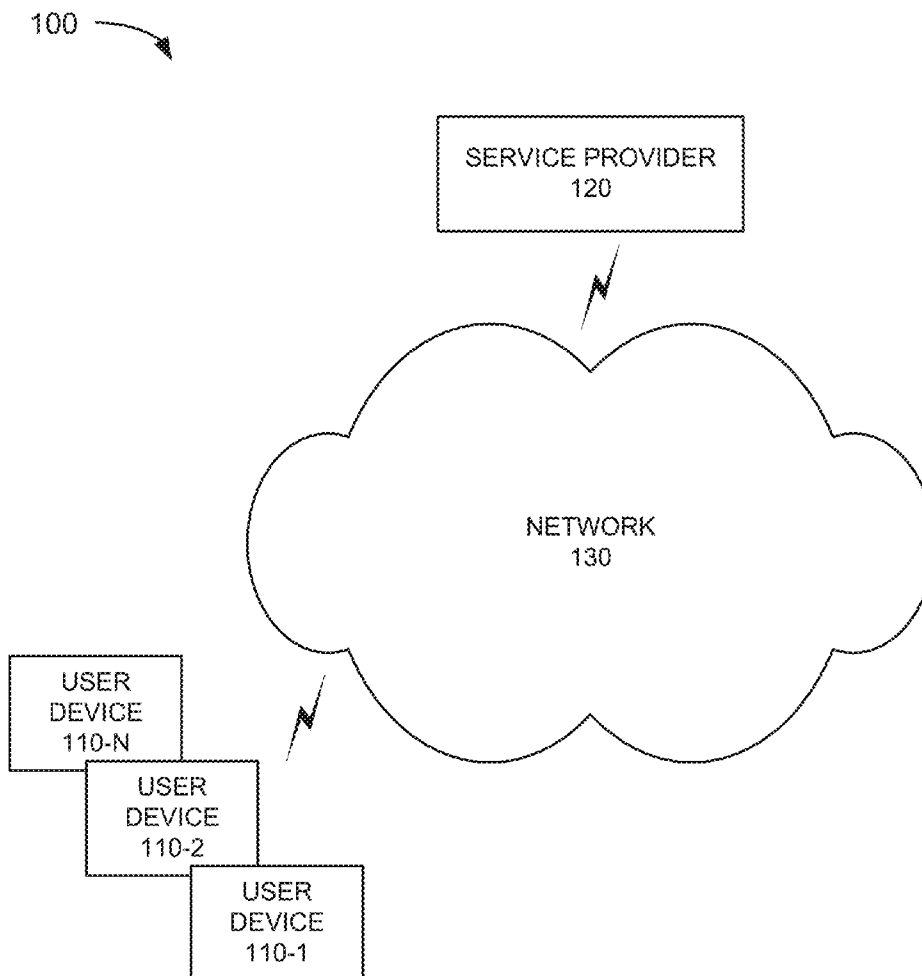 100
SERVICE PROVIDER
120
NETWORK
130
USER
DEVICE
110-N
USER
DEVICE
110-2
USER
DEVICE
110-1